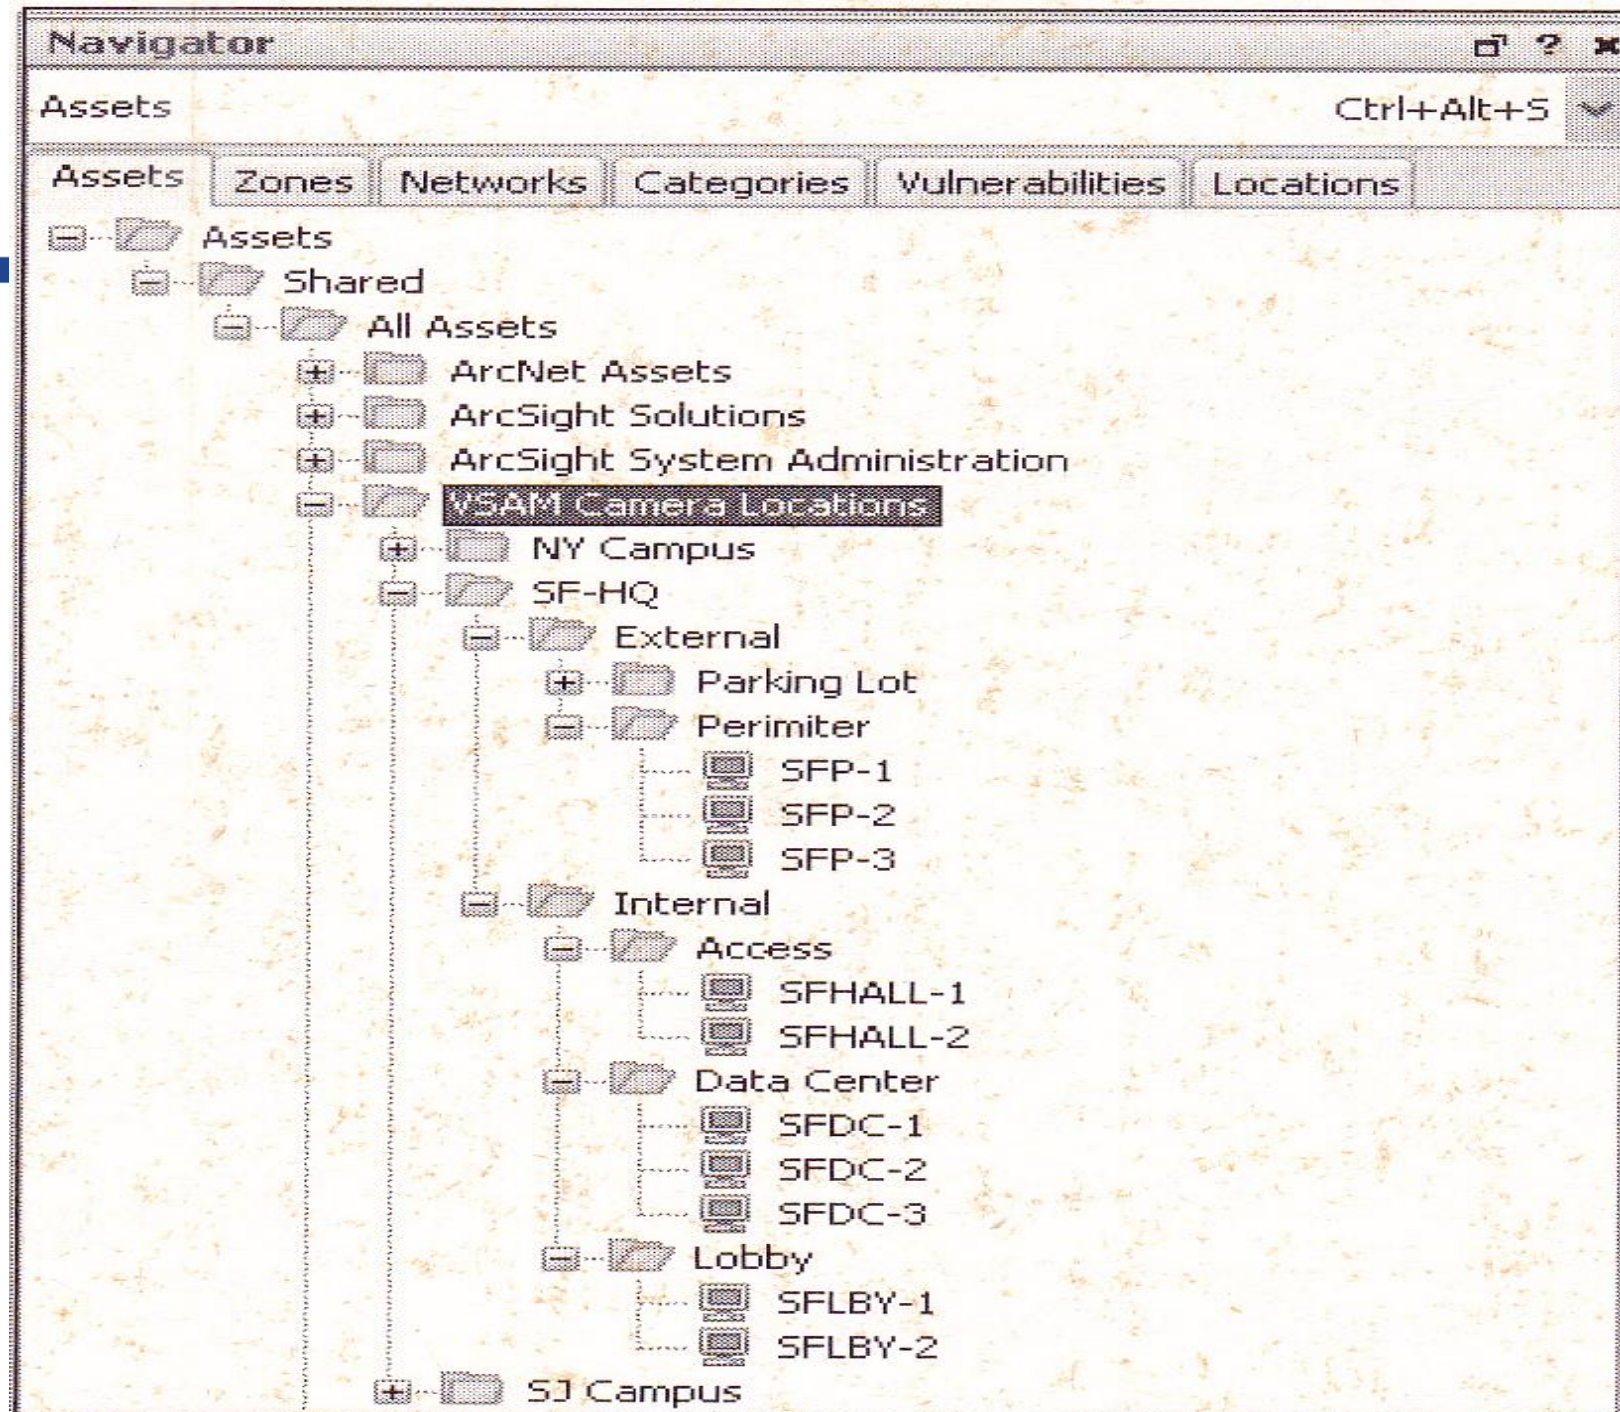 Navigator ?
Assets Ctrl+Alt+S
Assets Zones Networks Categories Vulnerabilities Locations
Assets
Shared
All Assets
ArcNet Assets
ArcSight Solutions
ArcSight System Administration
VSAM Camera Locations
NY Campus
SF-HQ
External
Parking Lot
Perimiter
SFP-1
SFP-2
SFP-3
Internal
Access
SFHALL-1
SFHALL-2
Data Center
SFDC-1
SFDC-2
SFDC-3
Lobby
SFLBY-1
SFLBY-2
SJ Campus